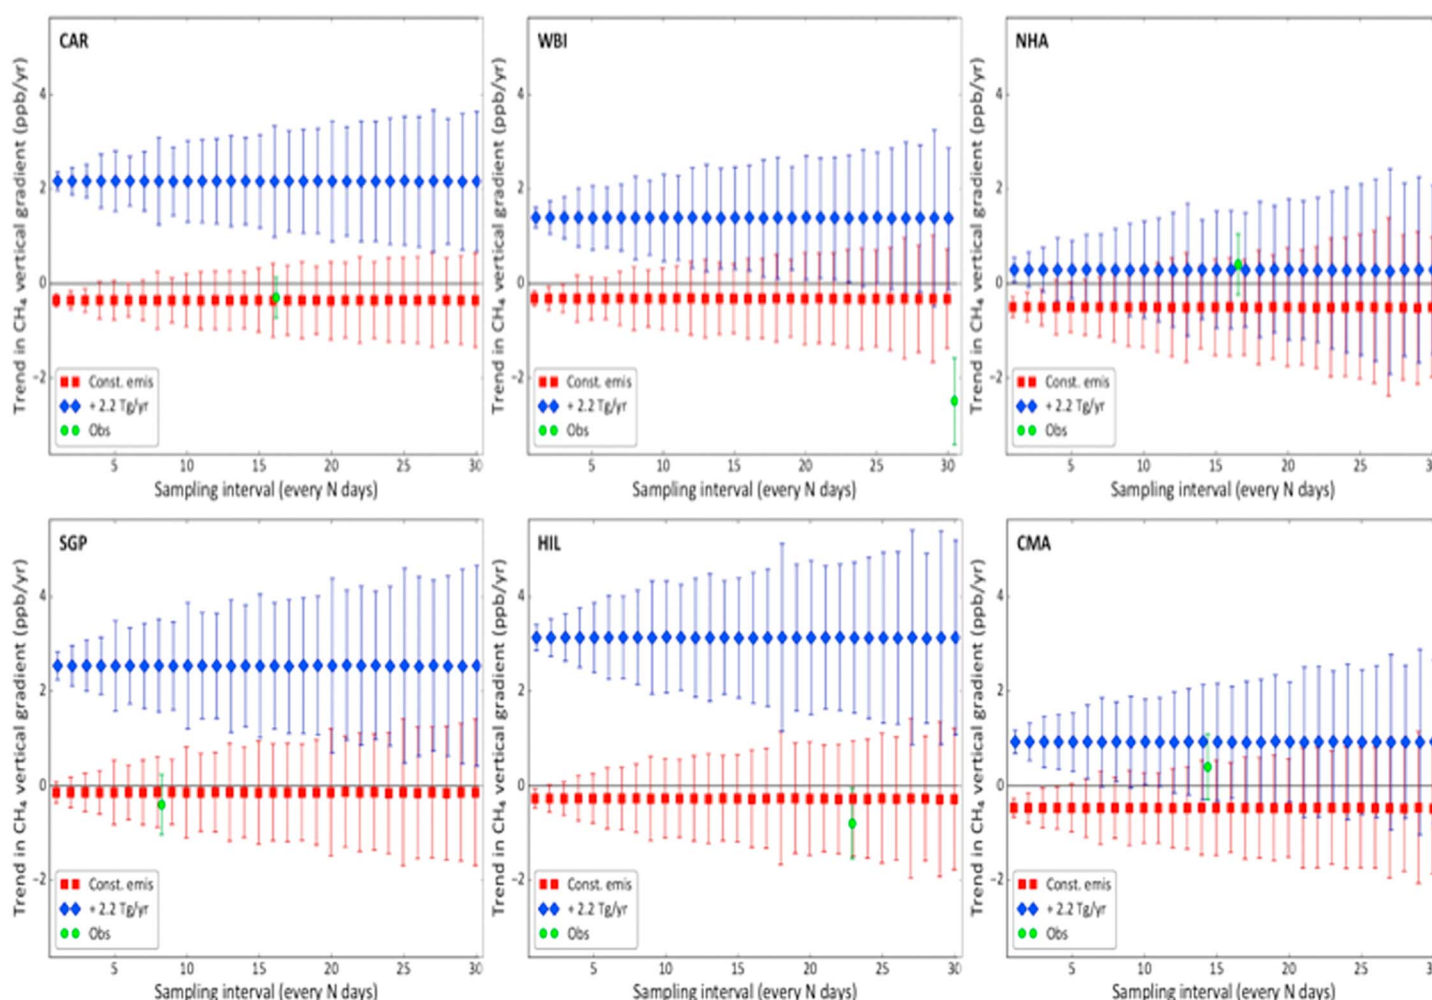 CAR
Trend in CH₄ vertical gradient (ppb/yr)
4
2
0
−2
Const. emis
+ 2.2 Tg/yr
Obs
5 10 15 20 25 30
Sampling interval (every N days)
WBI
Trend in CH₄ vertical gradient (ppb/yr)
4
2
0
−2
Const. emis
+ 2.2 Tg/yr
Obs
5 10 15 20 25 30
Sampling interval (every N days)
NHA
Trend in CH₄ vertical gradient (ppb/yr)
4
2
0
−2
Const. emis
+ 2.2 Tg/yr
Obs
5 10 15 20 25 30
Sampling interval (every N days)
SGP
Trend in CH₄ vertical gradient (ppb/yr)
4
2
0
−2
Const. emis
+ 2.2 Tg/yr
Obs
5 10 15 20 25 30
Sampling interval (every N days)
HIL
Trend in CH₄ vertical gradient (ppb/yr)
4
2
0
−2
Const. emis
+ 2.2 Tg/yr
Obs
5 10 15 20 25 30
Sampling interval (every N days)
CMA
Trend in CH₄ vertical gradient (ppb/yr)
4
2
0
−2
Const. emis
+ 2.2 Tg/yr
Obs
5 10 15 20 25 30
Sampling interval (every N days)